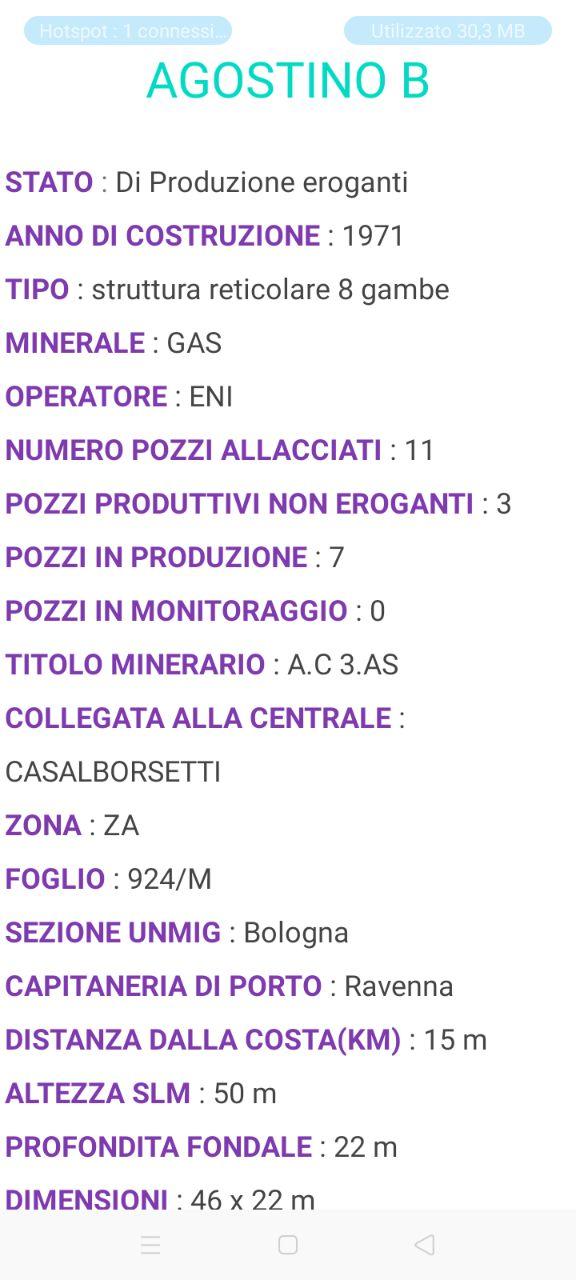 Hotspot : 1 connessi... Utilizzato 30,3 MB
AGOSTINO B
STATO : Di Produzione eroganti
ANNO DI COSTRUZIONE : 1971
TIPO : struttura reticolare 8 gambe
MINERALE : GAS
OPERATORE : ENI
NUMERO POZZI ALLACCIATI : 11
POZZI PRODUTTIVI NON EROGANTI : 3
POZZI IN PRODUZIONE : 7
POZZI IN MONITORAGGIO : 0
TITOLO MINERARIO : A.C 3.AS
COLLEGATA ALLA CENTRALE :
CASALBORSETTI
ZONA : ZA
FOGLIO : 924/M
SEZIONE UNMIG : Bologna
CAPITANERIA DI PORTO : Ravenna
DISTANZA DALLA COSTA(KM) : 15 m
ALTEZZA SLM : 50 m
PROFONDITA FONDALE : 22 m
DIMENSIONI : 46 x 22 m